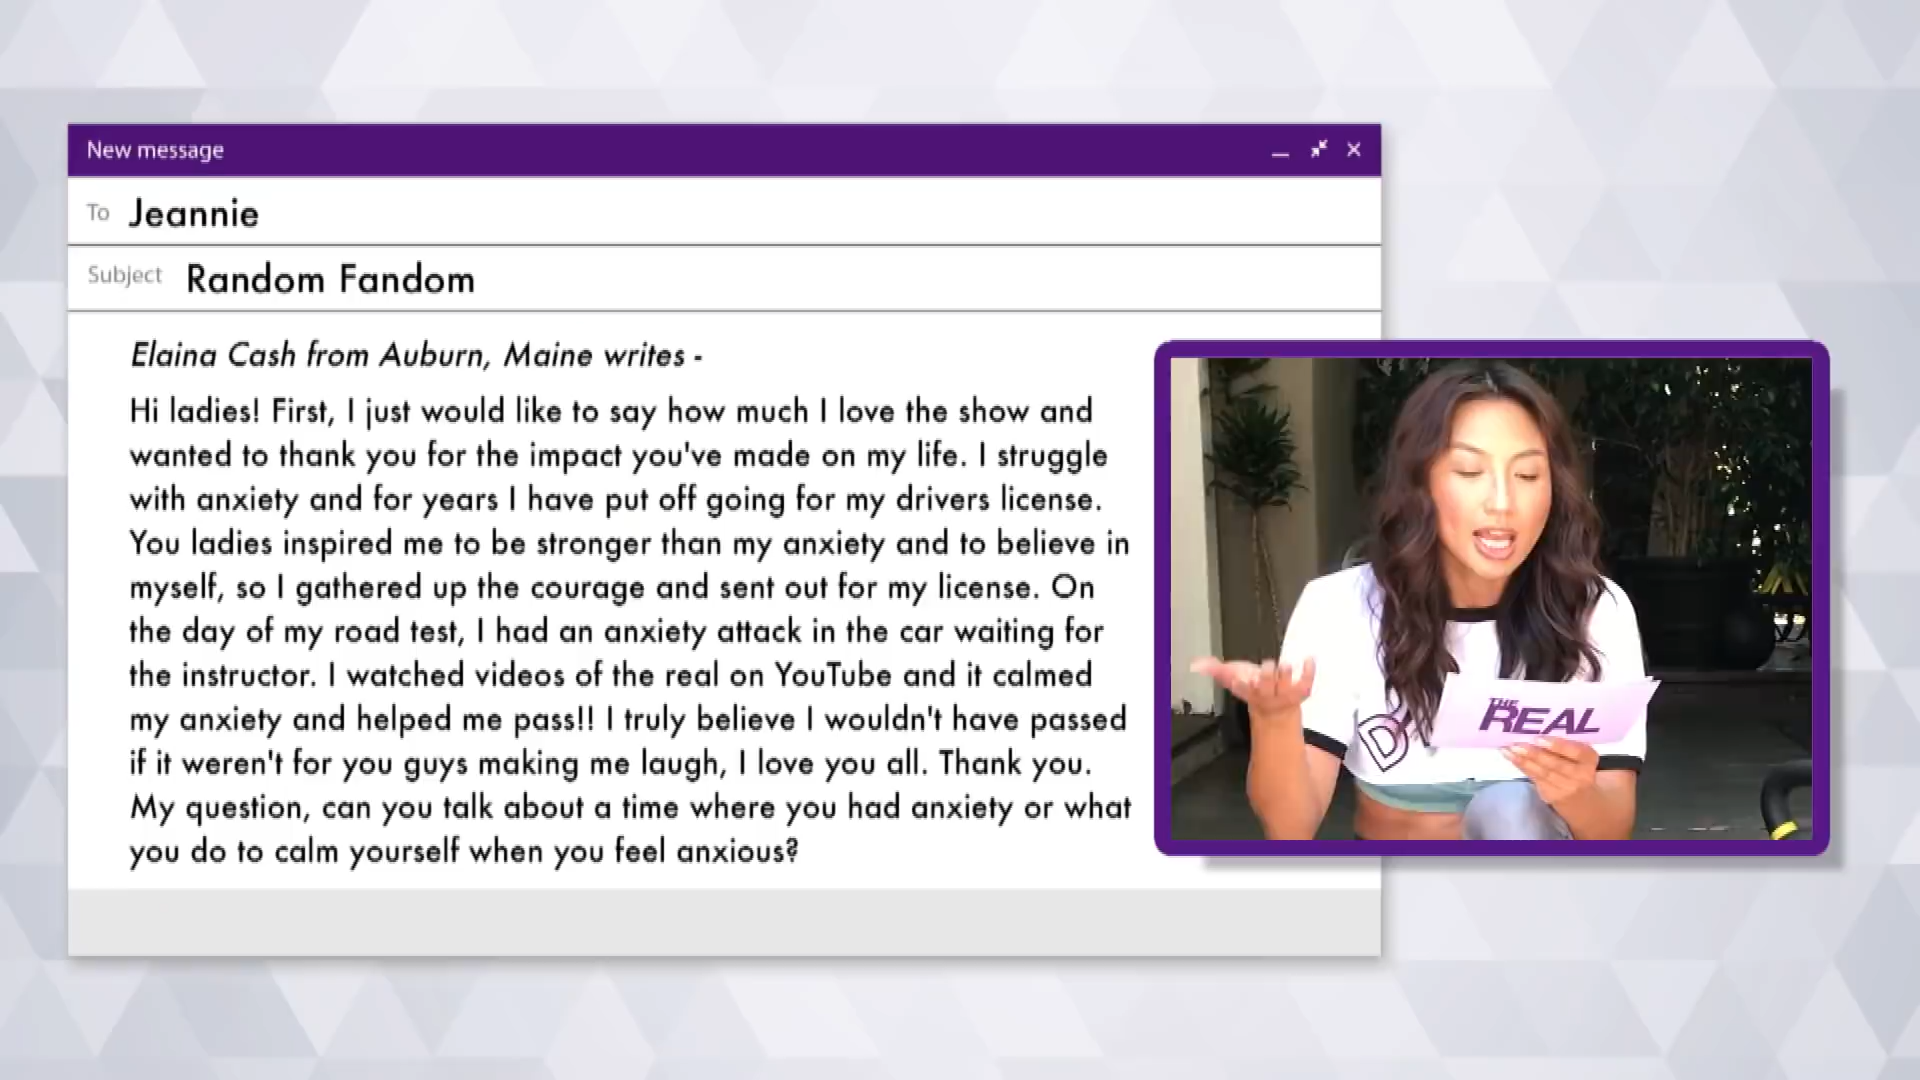 New message
To Jeannie
Subject Random Fandom
Elaina Cash from Auburn, Maine writes -
Hi ladies! First, I just would like to say how much I love the show and
wanted to thank you for the impact you've made on my life. I struggle
with anxiety and for years I have put off going for my drivers license.
You ladies inspired me to be stronger than my anxiety and to believe in
myself, so I gathered up the courage and sent out for my license. On
the day of my road test, I had an anxiety attack in the car waiting for
the instructor. I watched videos of the real on YouTube and it calmed
my anxiety and helped me pass!! I truly believe I wouldn't have passed
if it weren't for you guys making me laugh, I love you all. Thank you.
My question, can you talk about a time where you had anxiety or what
you do to calm yourself when you feel anxious?
THE
REAL